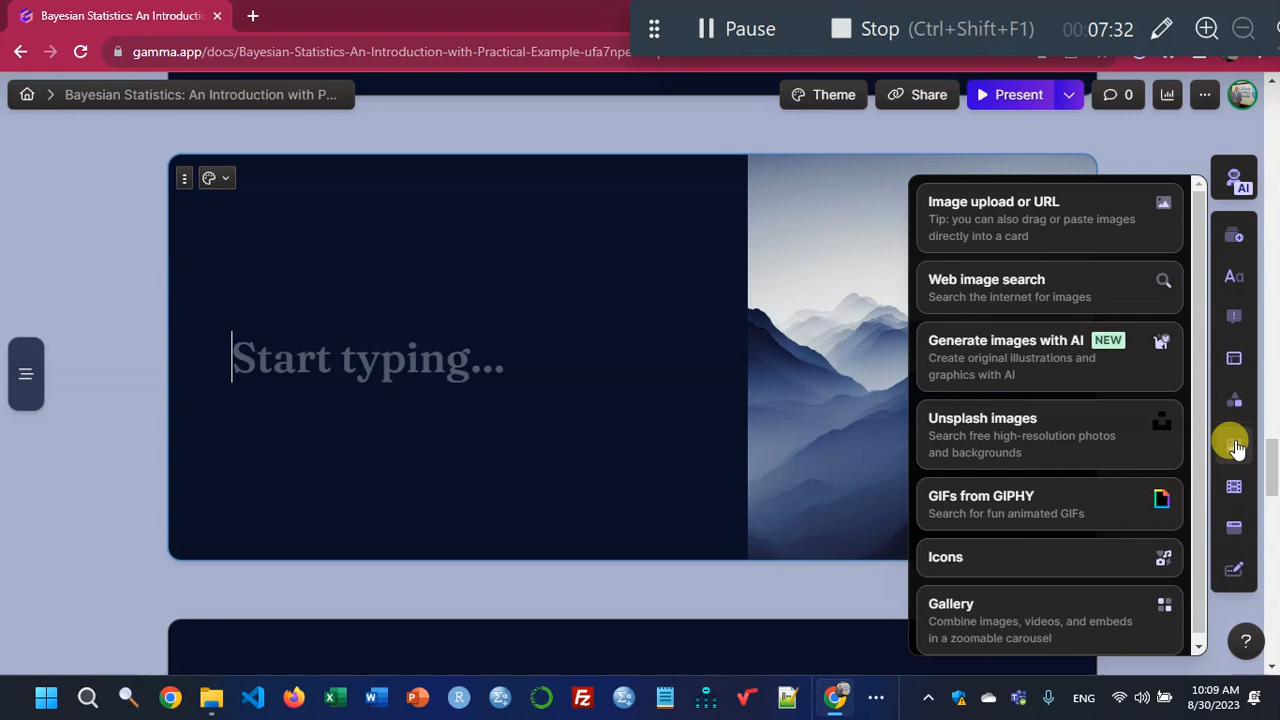 Bayesian Statistics: An Introducti
Pause
Stop (Ctrl+Shift+F1)
00:07:32
gamma.app/docs/Bayesian-Statistics-An-Introduction-with-Practical-Example-ufa7npe
Bayesian Statistics: An Introduction with P...
Theme
Share
Present
0
Start typing...
Image upload or URL
Tip: you can also drag or paste images
directly into a card
Web image search
Search the internet for images
Generate images with AI NEW
Create original illustrations and
graphics with AI
Unsplash images
Search free high-resolution photos
and backgrounds
GIFs from GIPHY
Search for fun animated GIFs
Icons
Gallery
Combine images, videos, and embeds
in a zoomable carousel
AI
Aa
?
ENG
10:09 AM
8/30/2023